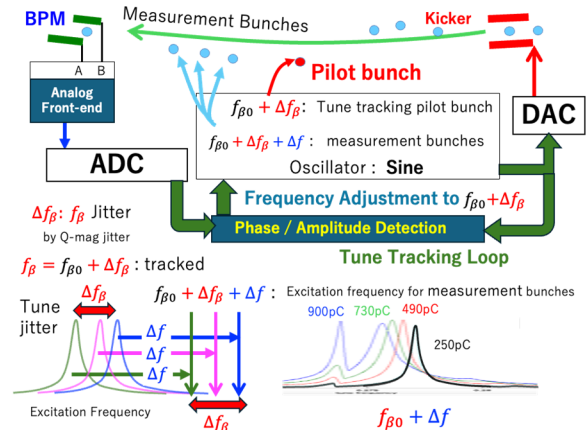 BPM
Measurement Bunches
Kicker
A
B
Analog
Front-end
Pilot bunch
fβ0 + Δfβ: Tune tracking pilot bunch
fβ0 + Δfβ + Δf: measurement bunches
Oscillator : Sine
DAC
ADC
Frequency Adjustment to fβ0+Δfβ
Δfβ: fβ Jitter
by Q-mag jitter
Phase / Amplitude Detection
Tune Tracking Loop
fβ = fβ0 + Δfβ : tracked
Δfβ
Tune
jitter
fβ0 + Δfβ + Δf :
Δf
Δf
Δf
Excitation Frequency
Δfβ
Excitation frequency for measurement bunches
900pC
730pC
490pC
250pC
fβ0 + Δf